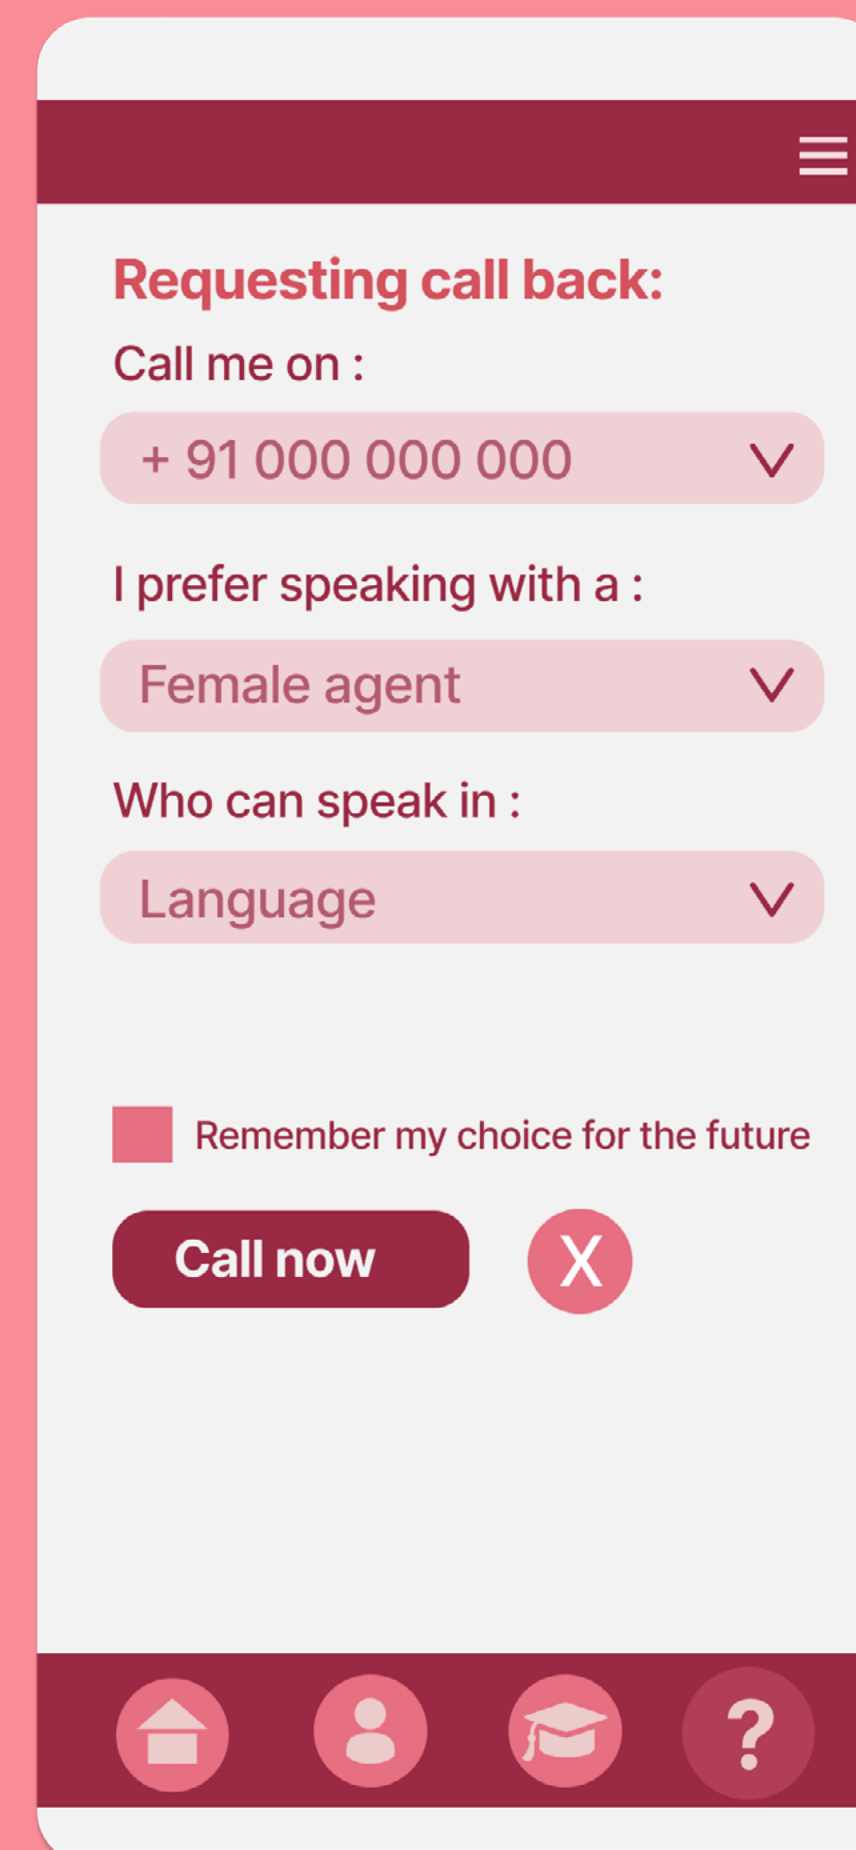 Requesting call back:
Call me on :
+ 91 000 000 000
I prefer speaking with a :
Female agent
Who can speak in :
Language
Remember my choice for the future
Call now
X
?